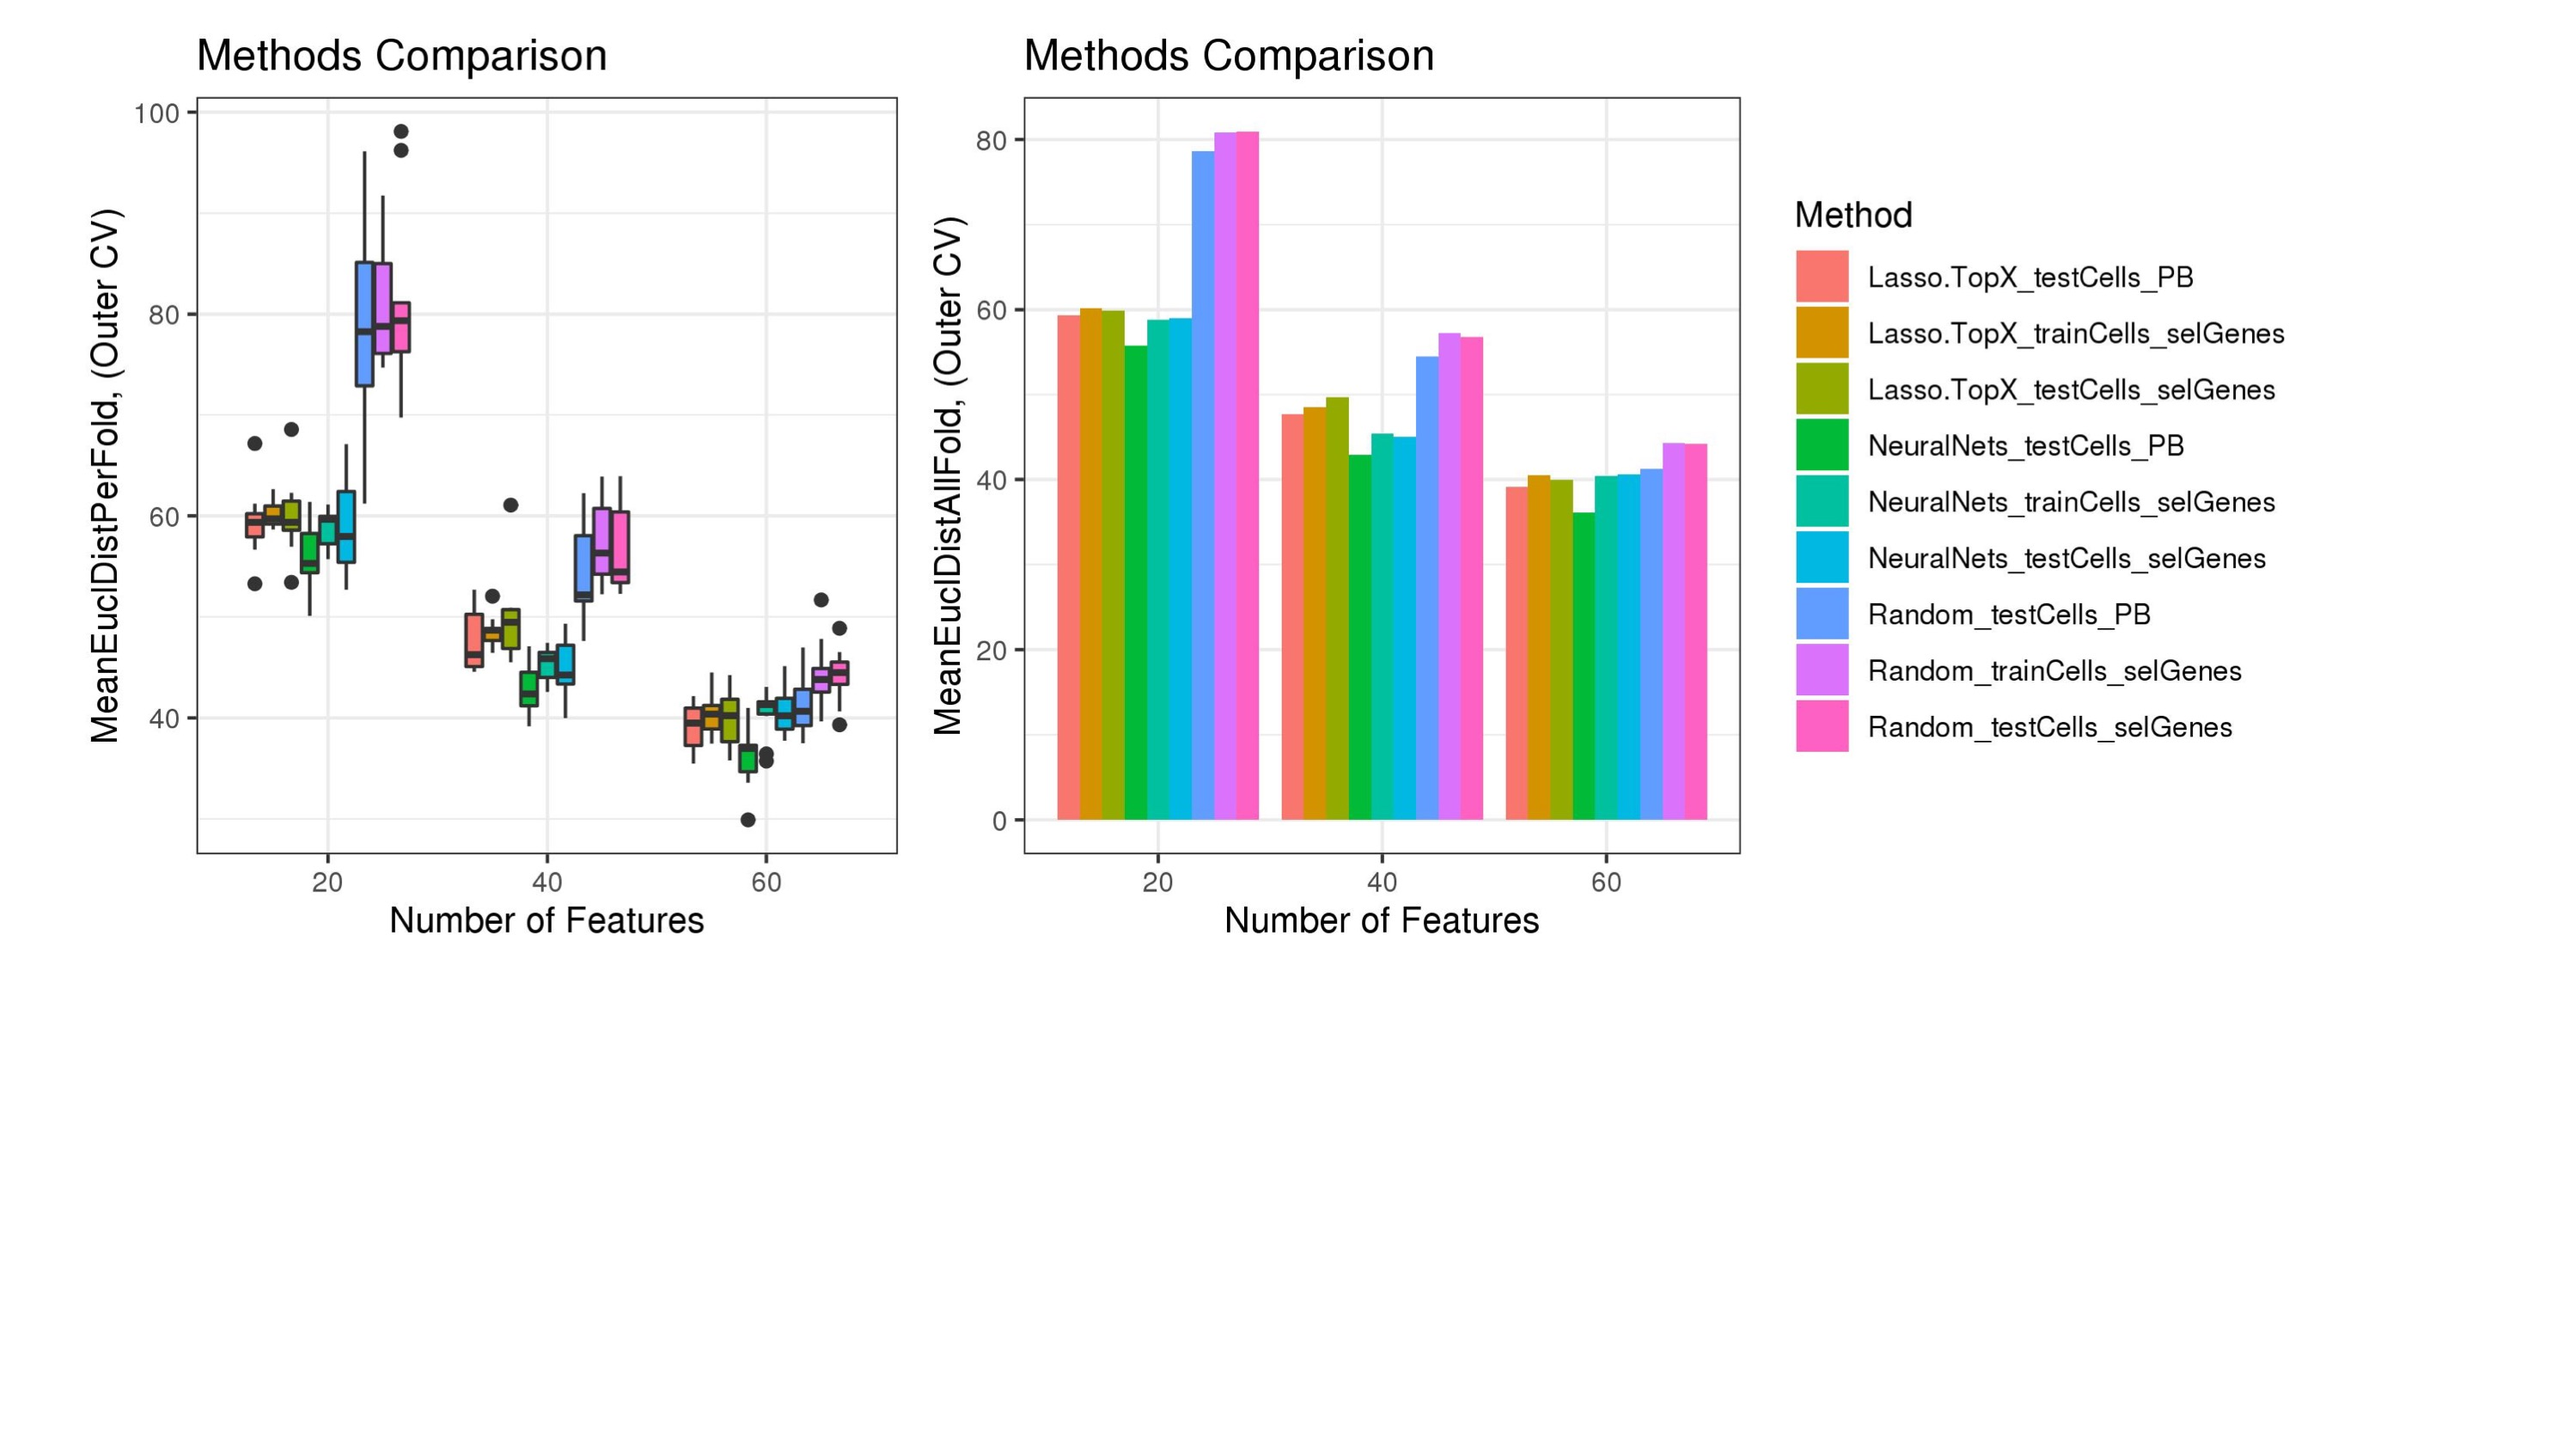 Methods Comparison
100
80
60
40
MeanEuclDistPerFold, (Outer CV)
20
40
60
Number of Features
Methods Comparison
80
60
40
20
0
MeanEuclDistAllFold, (Outer CV)
20
40
60
Number of Features
Method
Lasso.TopX_testCells_PB
Lasso.TopX_trainCells_selGenes
Lasso.TopX_testCells_selGenes
NeuralNets_testCells_PB
NeuralNets_trainCells_selGenes
NeuralNets_testCells_selGenes
Random_testCells_PB
Random_trainCells_selGenes
Random_testCells_selGenes